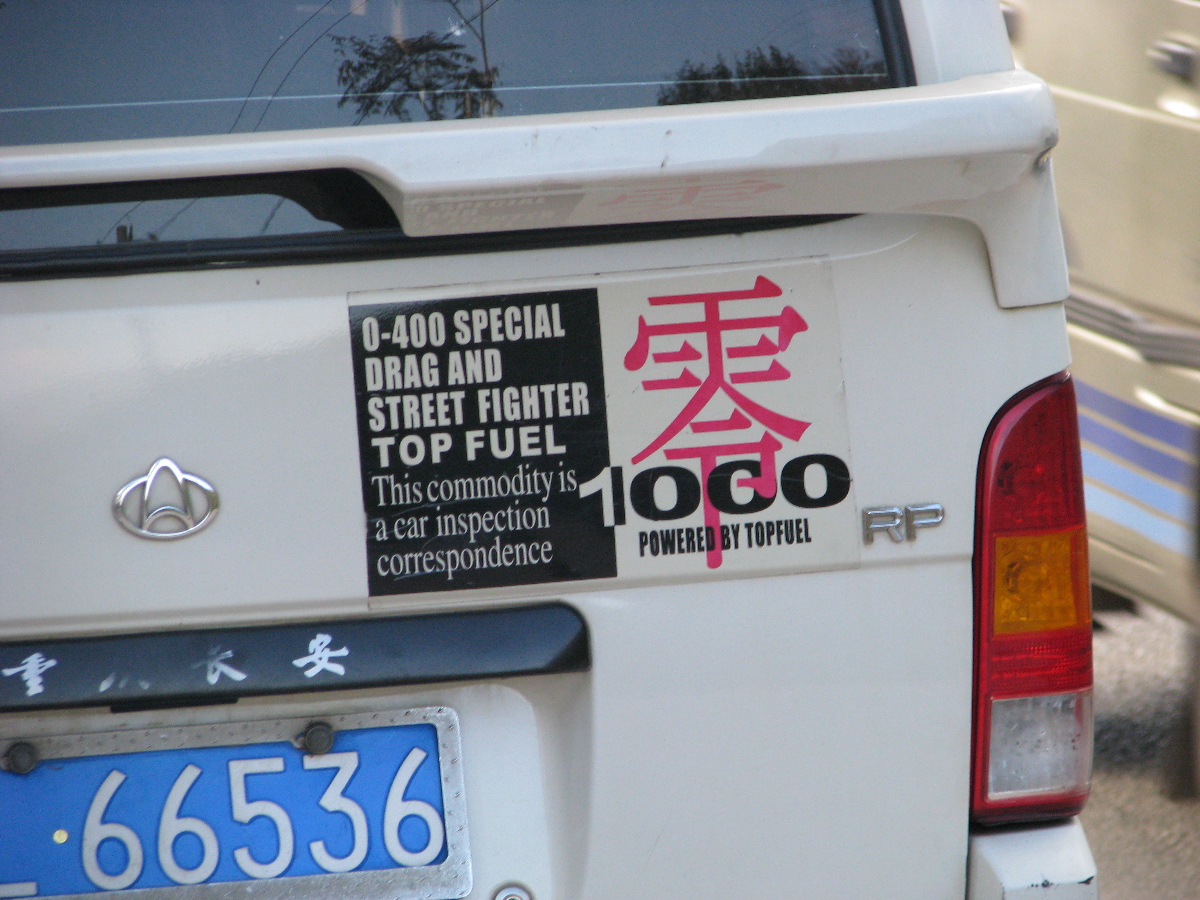 0-400 SPECIAL
DRAG AND
STREET FIGHTER
TOP FUEL
This commodity is
a car inspection
correspondence
零
1000
POWERED BY TOPFUEL
RP
重 长 安
66536